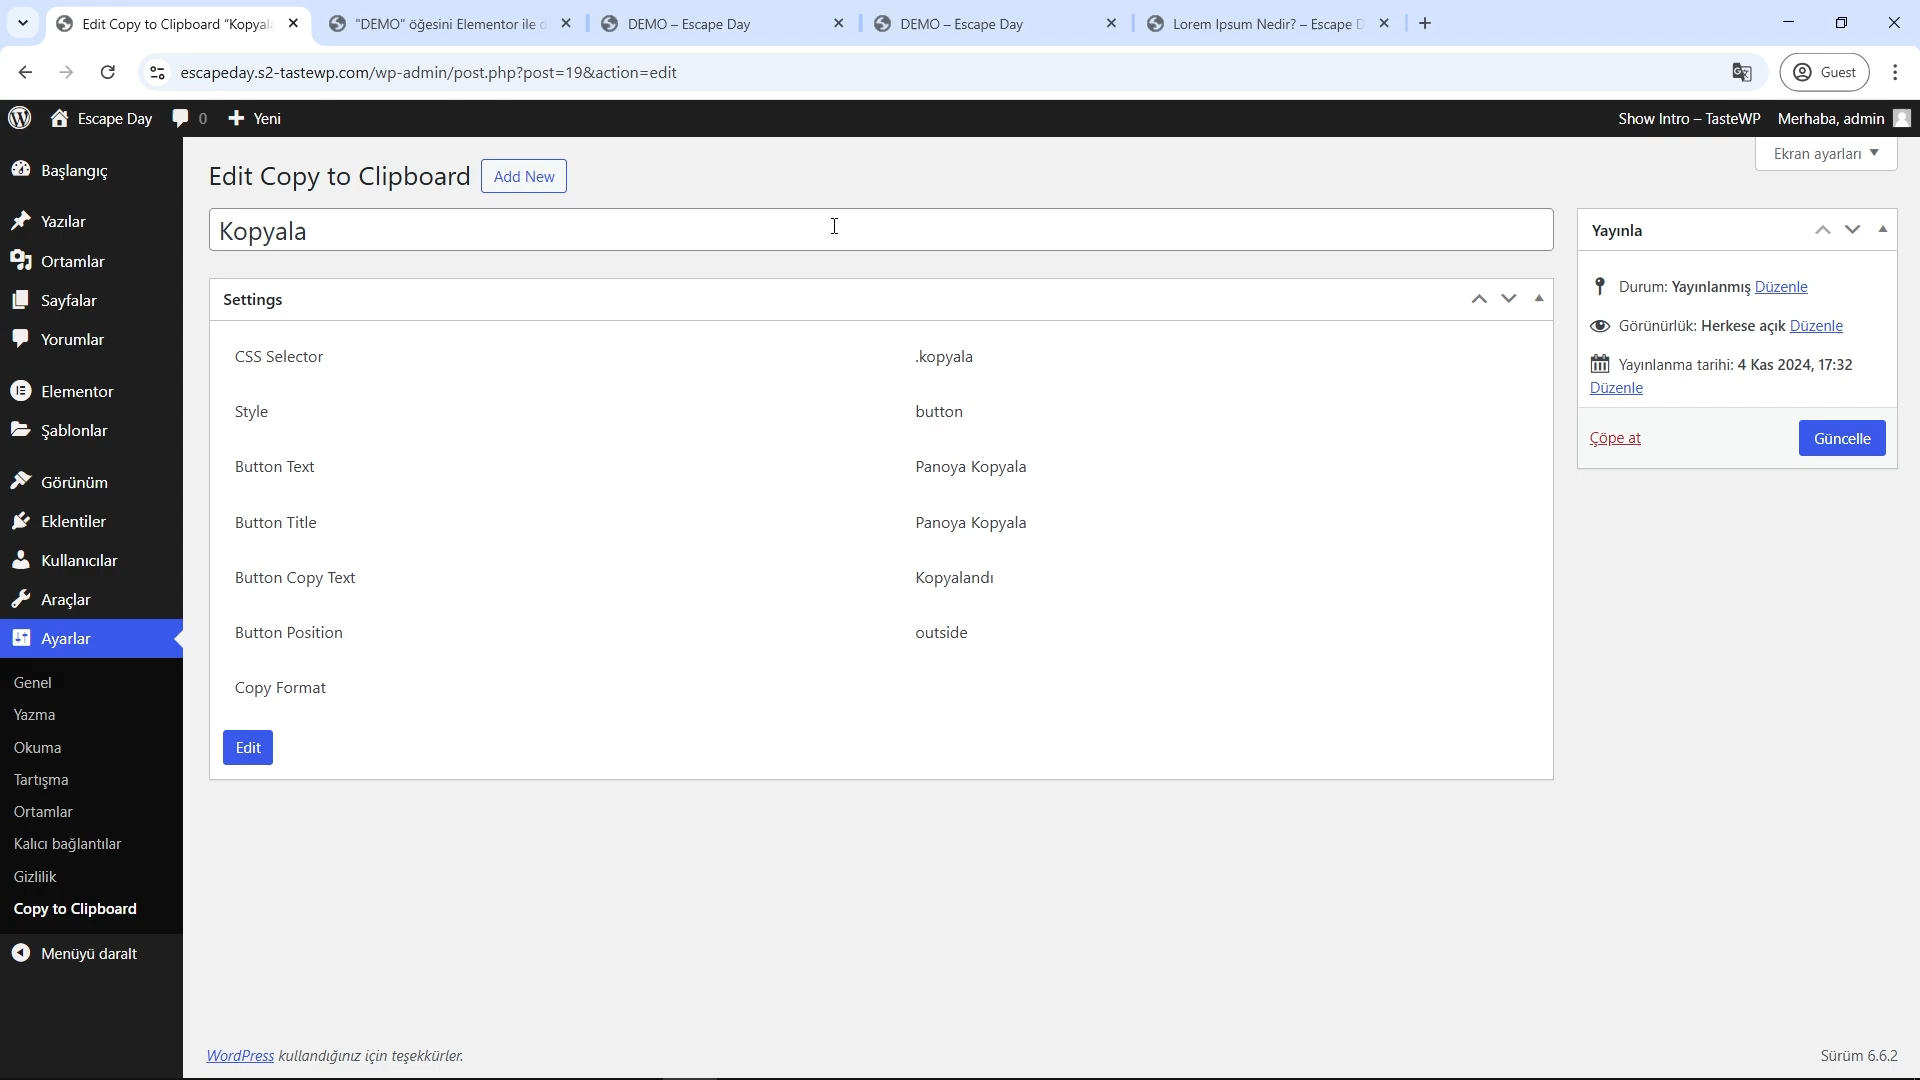 Edit Copy to Clipboard "Kopyala
"DEMO" öğesini Elementor ile d
DEMO – Escape Day
DEMO – Escape Day
Lorem Ipsum Nedir? – Escape D
escapeday.s2-tastewp.com/wp-admin/post.php?post=19&action=edit
Guest
Escape Day
0
Yeni
Show Intro – TasteWP
Merhaba, admin
Başlangıç
Yazılar
Ortamlar
Sayfalar
Yorumlar
Elementor
Şablonlar
Görünüm
Eklentiler
Kullanıcılar
Araçlar
Ayarlar
Genel
Yazma
Okuma
Tartışma
Ortamlar
Kalıcı bağlantılar
Gizlilik
Copy to Clipboard
Menüyü daralt
Ekran ayarları
Edit Copy to Clipboard
Add New
Kopyala
Settings
CSS Selector
.kopyala
Style
button
Button Text
Panoya Kopyala
Button Title
Panoya Kopyala
Button Copy Text
Kopyalandı
Button Position
outside
Copy Format
Edit
Yayınla
Durum: Yayınlanmış Düzenle
Görünürlük: Herkese açık Düzenle
Yayınlanma tarihi: 4 Kas 2024, 17:32
Düzenle
Çöpe at
Güncelle
WordPress kullandığınız için teşekkürler.
Sürüm 6.6.2